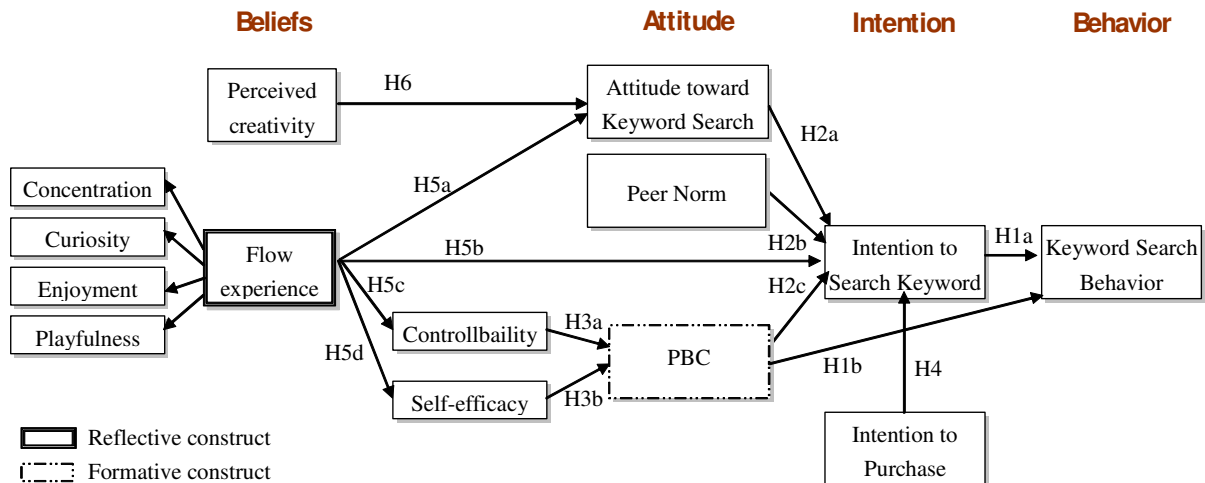 Beliefs
Attitude
Intention
Behavior
Perceived
creativity
H6
Attitude toward
Keyword Search
H2a
Concentration
Curiosity
Enjoyment
Playfulness
Flow
experience
H5a
Peer Norm
H5b
H2b
Intention to
Search Keyword
H1a
Keyword Search
Behavior
H5c
H2c
Controllbaility
H3a
PBC
H5d
H1b
H4
Self-efficacy
H3b
Intention to
Purchase
Reflective construct
Formative construct